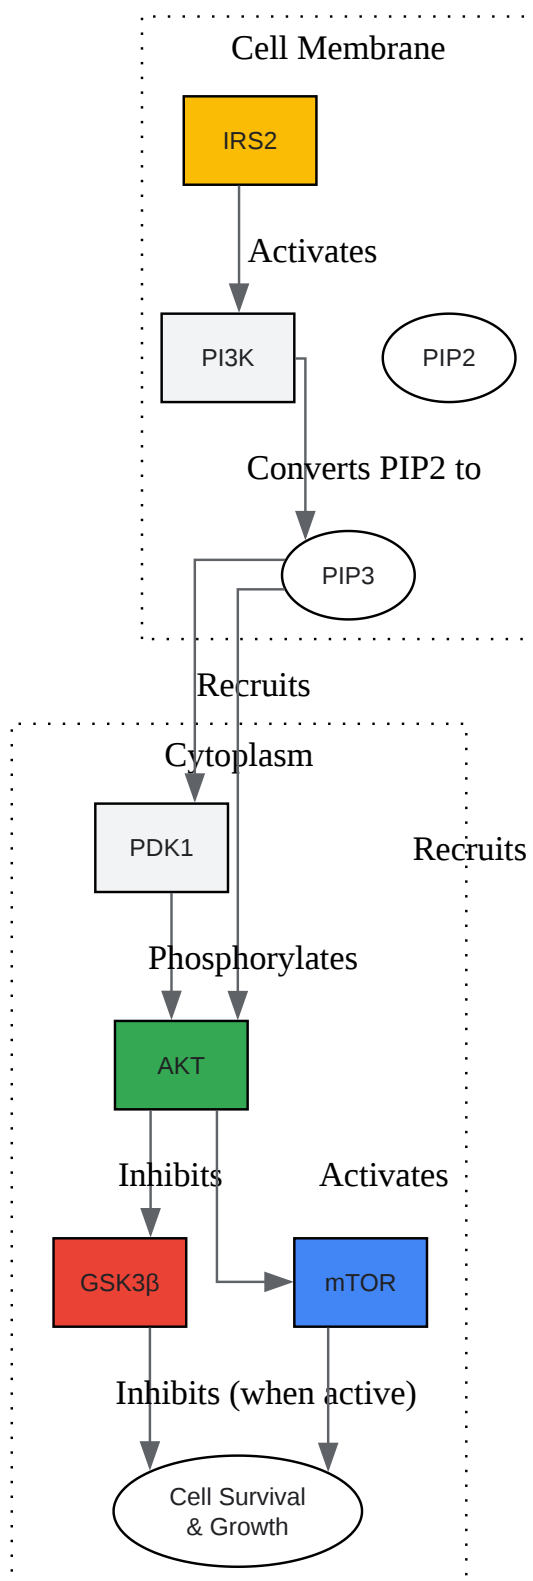 Cell Membrane
IRS2
Activates
PI3K
PIP2
Converts PIP2 to
PIP3
Recruits
Cytoplasm
PDK1
Recruits
Phosphorylates
AKT
Inhibits
Activates
GSK3β
mTOR
Inhibits (when active)
Cell Survival
& Growth